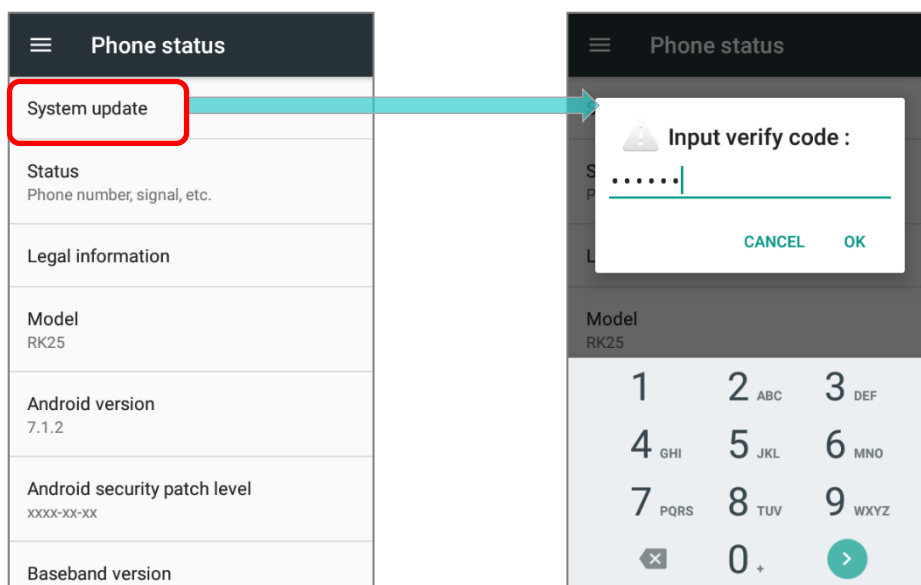 Phone status
System update
Status
Phone number, signal, etc.
Legal information
Model
RK25
Android version
7.1.2
Android security patch level
xxxx-xx-xx
Baseband version
Phone status
S
Input verify code :
S
••••••
P
CANCEL OK
L
Model
RK25
1 2 ABC 3 DEF
4 GHI 5 JKL 6 MNO
7 PQRS 8 TUV 9 WXYZ
0 +